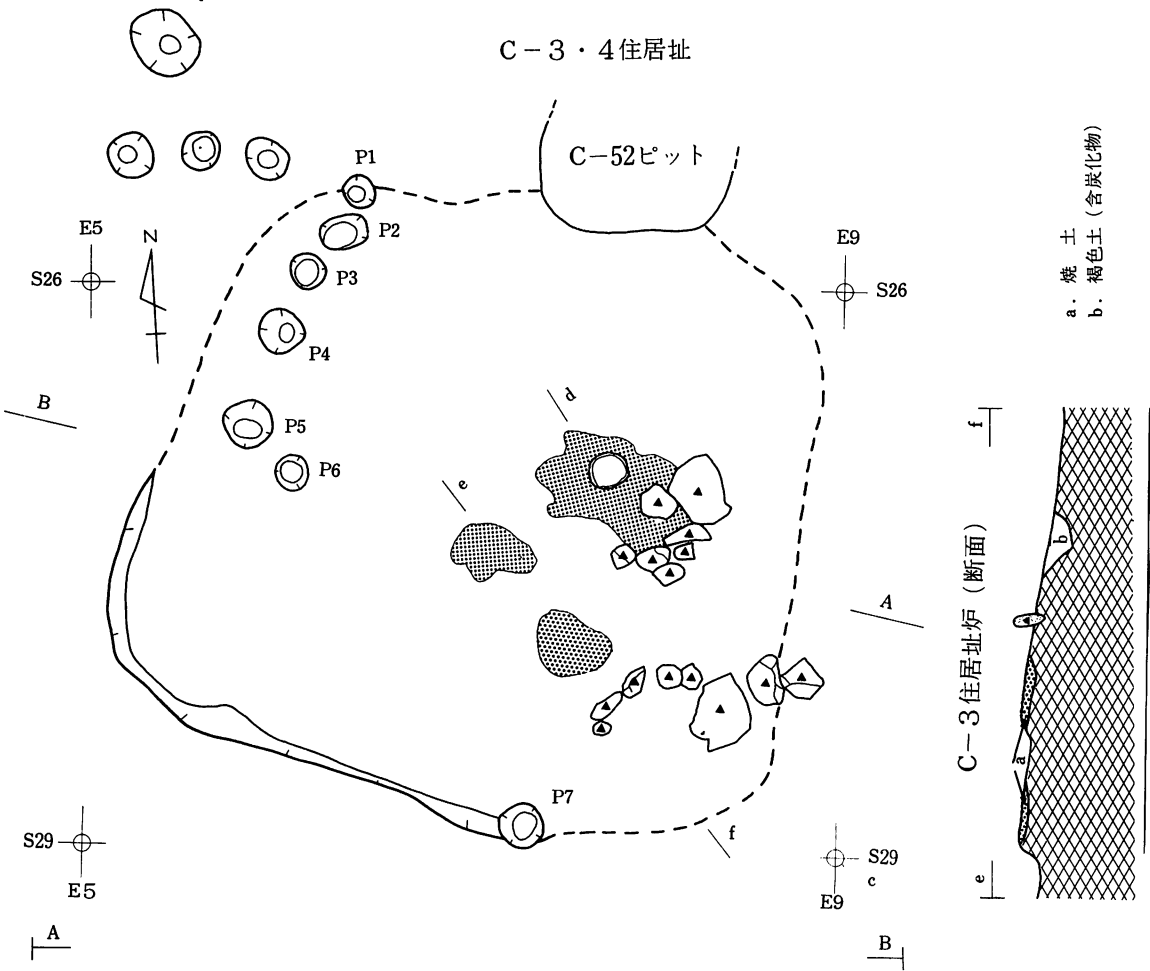 C－3・4住居址
C－52ピット
P1
P2
P3
P4
P5
P6
P7
E5
S26
N
E9
S26
B
d
e
A
f
S29
E5
S29
c
E9
A
B
a．焼　土
b．褐色土（含炭化物）
C－3住居址炉（断面）
f
b
a
e